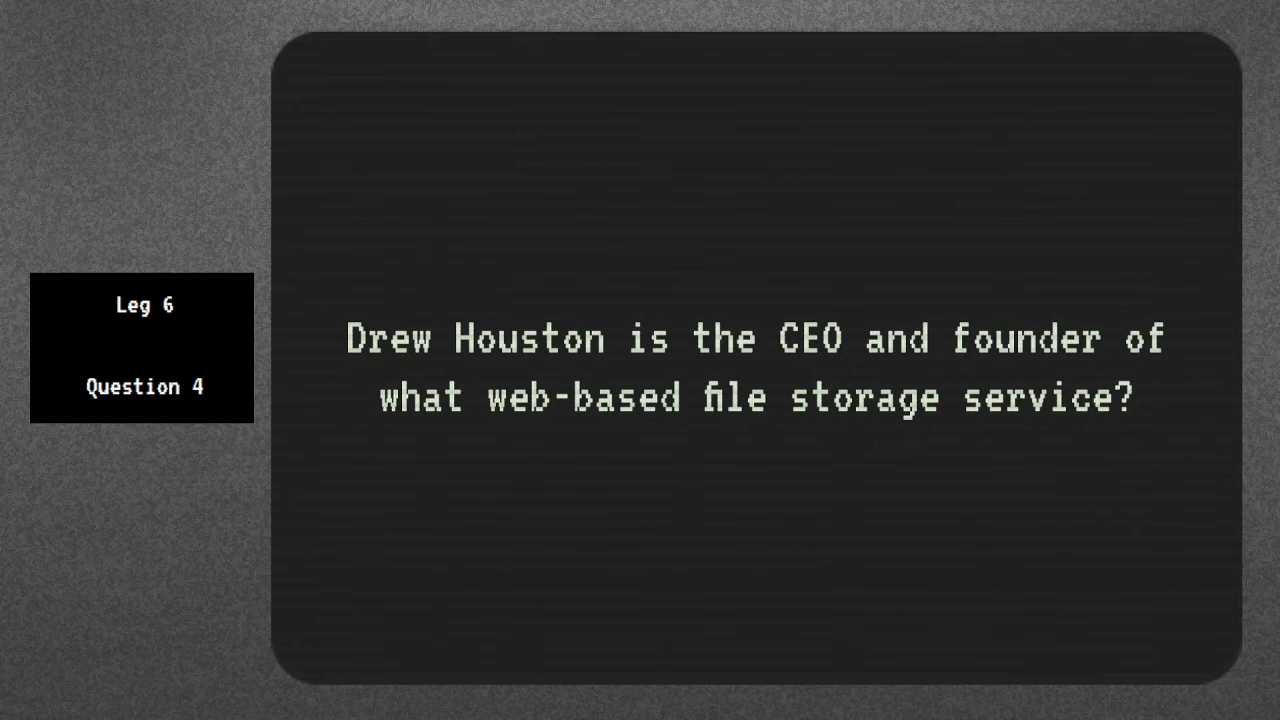 Leg 6
Question 4
Drew Houston is the CEO and founder of
what web-based file storage service?